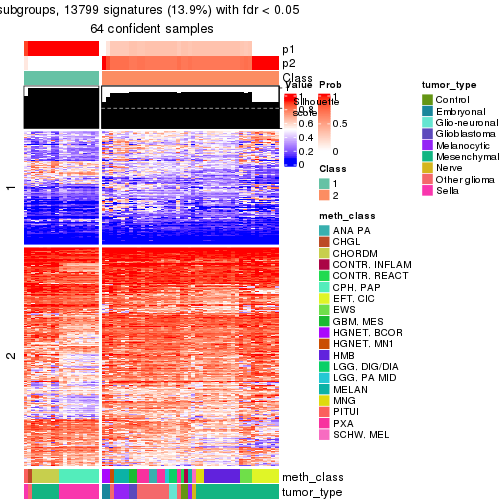 subgroups, 13799 signatures (13.9%) with fdr < 0.05
64 confident samples
p1
p2
Class
Silhouette
score
1
2
meth_class
tumor_type
Value
1
0.8
0.6
0.4
0.2
0
Prob
1
0.5
0
Class
1
2
meth_class
ANA PA
CHGL
CHORDM
CONTR. INFLAM
CONTR. REACT
CPH. PAP
EFT. CIC
EWS
GBM. MES
HGNET. BCOR
HGNET. MN1
HMB
LGG. DIG/DIA
LGG. PA MID
MELAN
MNG
PITUI
PXA
SCHW. MEL
tumor_type
Control
Embryonal
Glio-neuronal
Glioblastoma
Melanocytic
Mesenchymal
Nerve
Other glioma
Sella